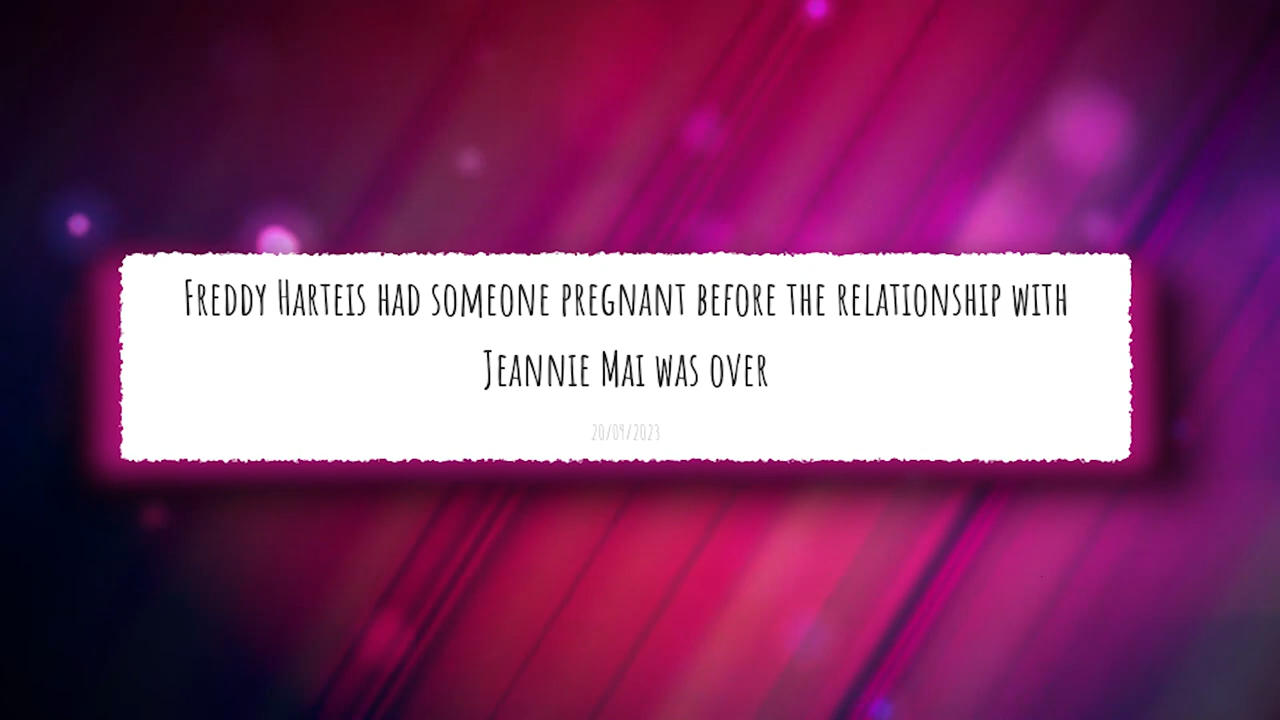 Freddy Harteis had someone pregnant before the relationship with
Jeannie Mai was over
20/09/2023